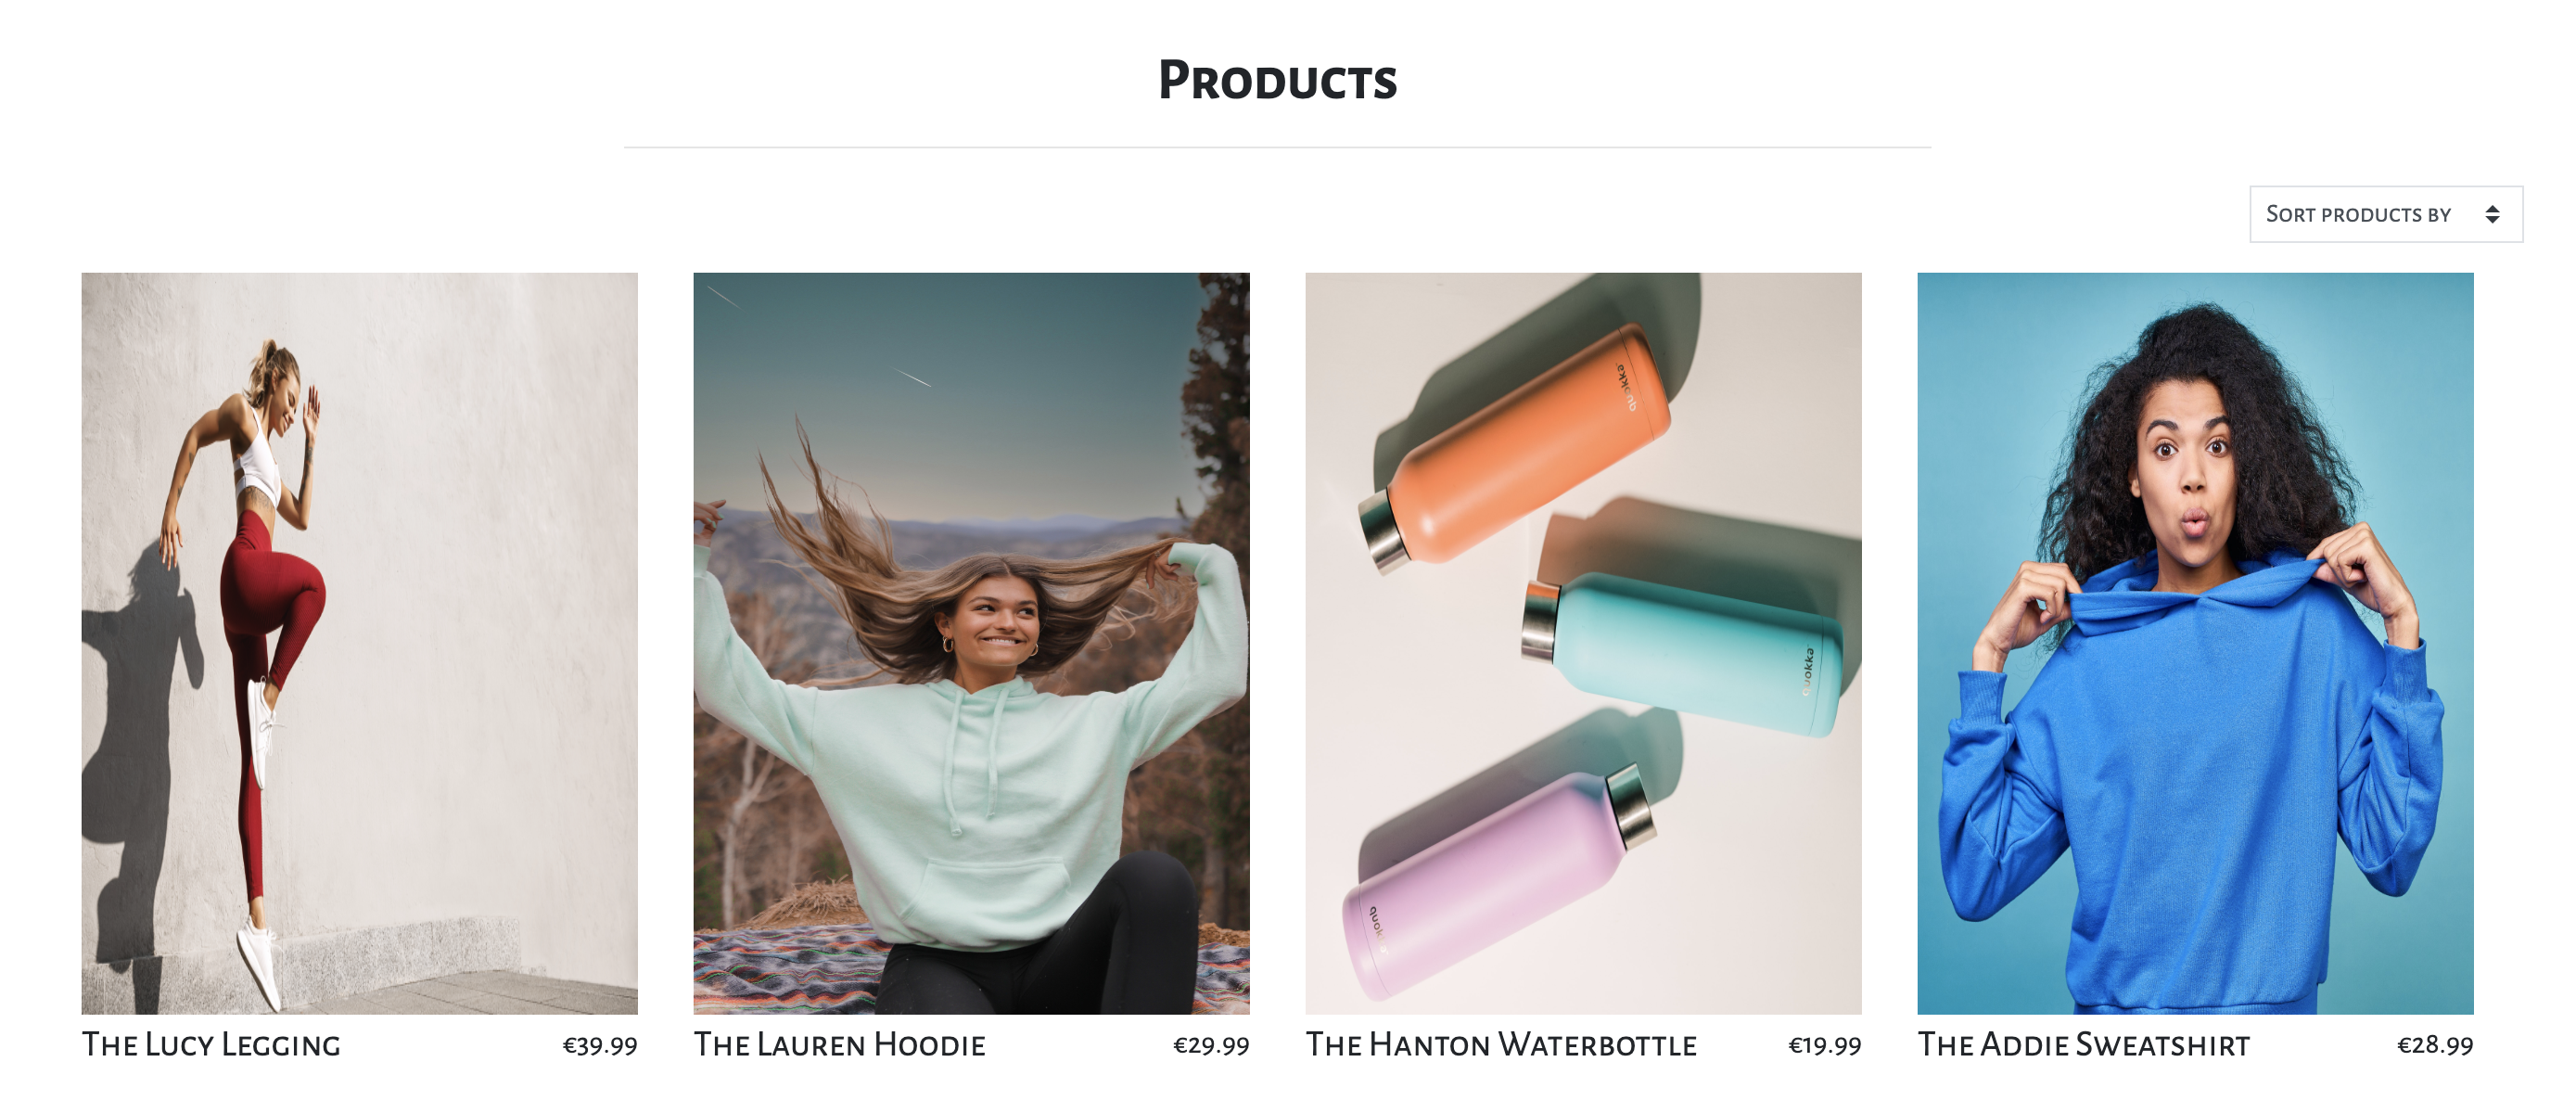 Products
Sort products by
quokka
quokka
quo
The Lucy Legging €39.99
The Lauren Hoodie €29.99
The Hanton Waterbottle €19.99
The Addie Sweatshirt €28.99